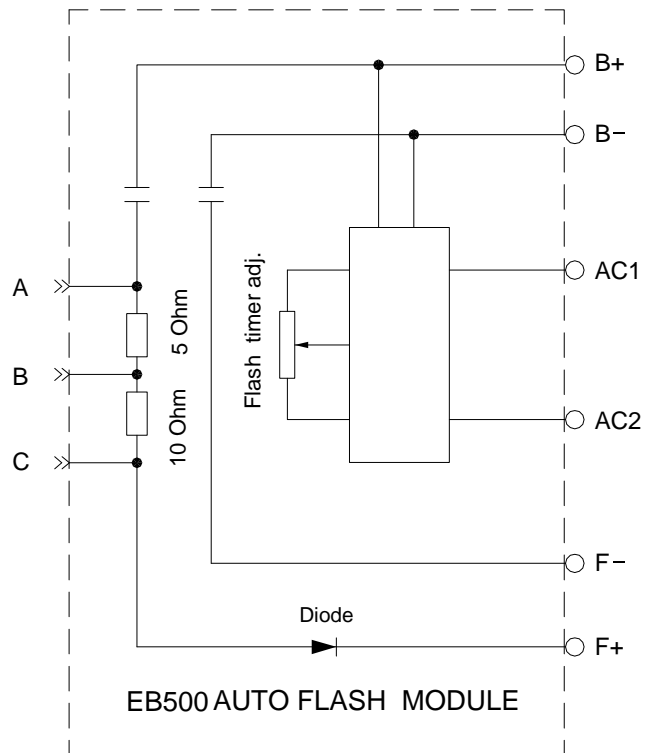 B+
B−
A
5 Ohm
Flash timer adj.
AC1
B
10 Ohm
AC2
C
F−
Diode
F+
EB500 AUTO FLASH MODULE